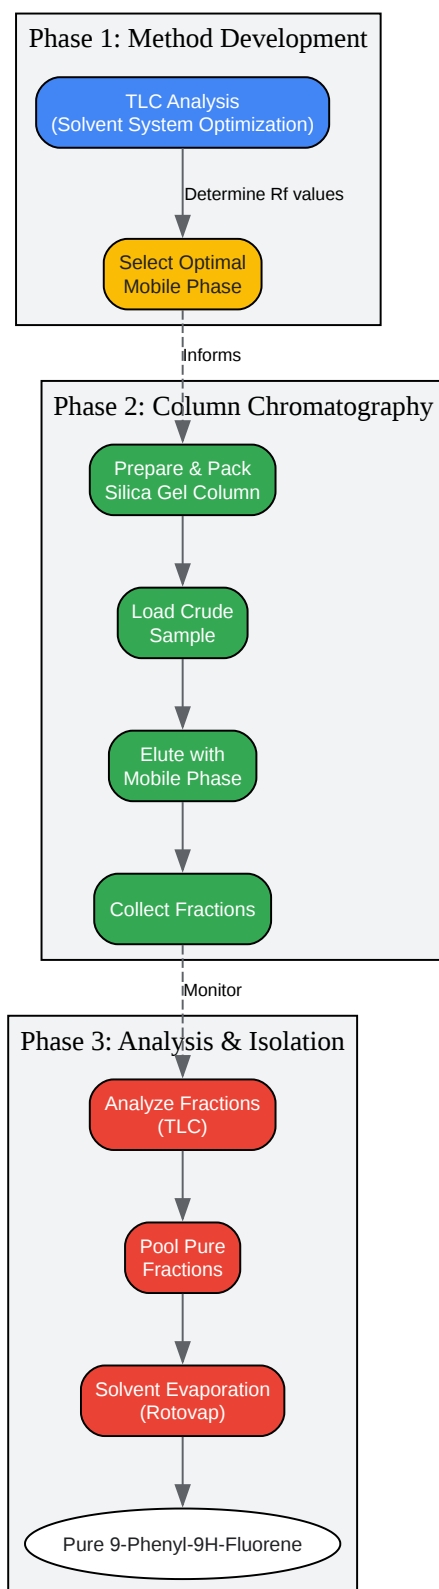 Phase 1: Method Development
TLC Analysis
(Solvent System Optimization)
Determine Rf values
Select Optimal
Mobile Phase
Informs
Phase 2: Column Chromatography
Prepare & Pack
Silica Gel Column
Load Crude
Sample
Elute with
Mobile Phase
Collect Fractions
Monitor
Phase 3: Analysis & Isolation
Analyze Fractions
(TLC)
Pool Pure
Fractions
Solvent Evaporation
(Rotovap)
Pure 9-Phenyl-9H-Fluorene